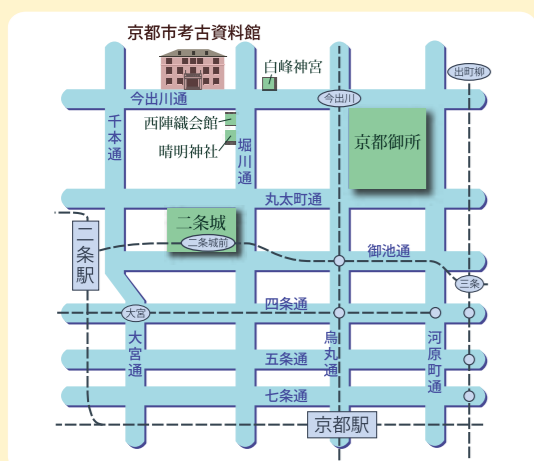 京都市考古資料館
白峰神宮
出町柳
今出川通
今出川
千本通
西陣織会館
晴明神社
堀川通
京都御所
丸太町通
二条城
二条城前
二条駅
御池通
三条
四条通
大宮
大宮通
烏丸通
河原町通
五条通
七条通
京都駅